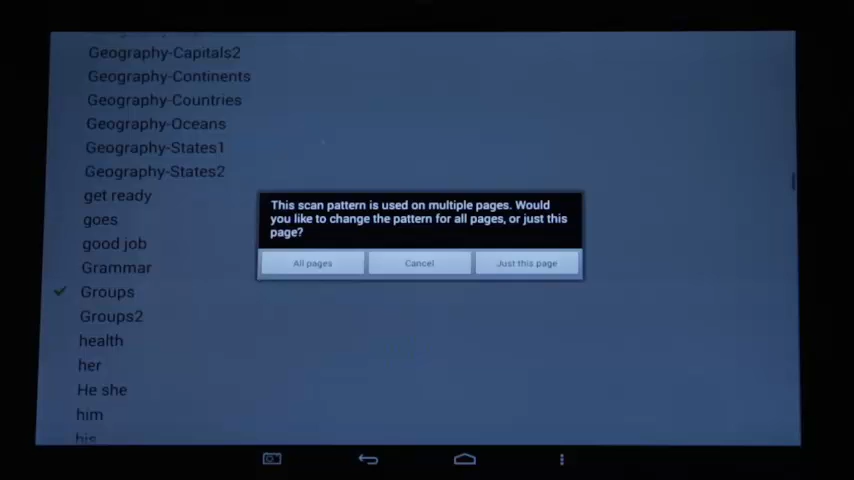 Geography-Capitals2
Geography-Continents
Geography-Countries
Geography-Oceans
Geography-States1
Geography-States2
get ready
goes
good job
Grammar
Groups
Groups2
health
her
He she
him
his
This scan pattern is used on multiple pages. Would
you like to change the pattern for all pages, or just this
page?
All pages
Cancel
Just this page